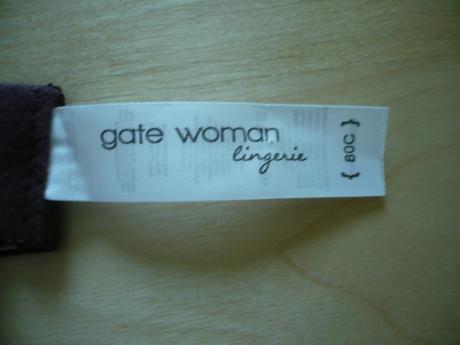 gate woman
lingerie
{ 80C }